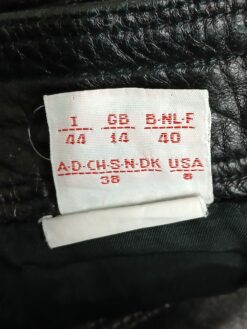 I GB B·NL·F
44 14 40
A·D·CH·S·N·DK USA
38 8